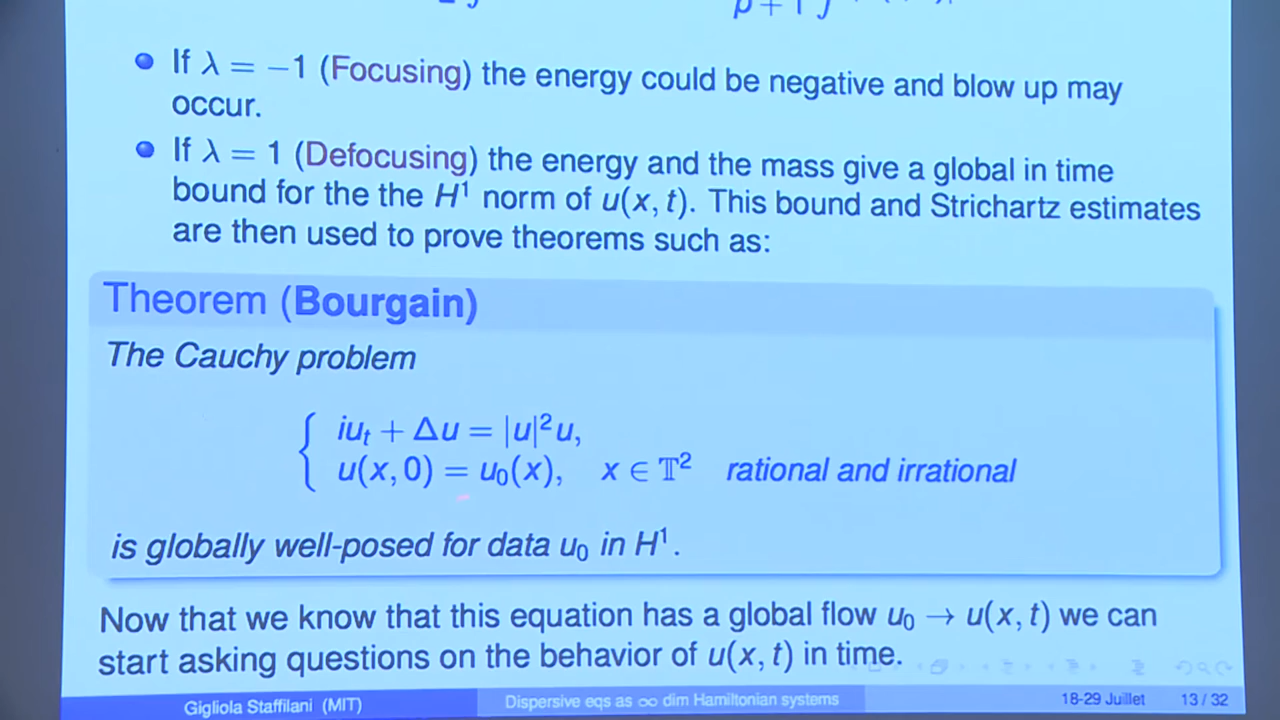 p + 1
If λ = −1 (Focusing) the energy could be negative and blow up may
occur.
If λ = 1 (Defocusing) the energy and the mass give a global in time
bound for the the H¹ norm of u(x, t). This bound and Strichartz estimates
are then used to prove theorems such as:
Theorem (Bourgain)
The Cauchy problem
iuₜ + Δu = |u|²u,
u(x, 0) = u₀(x), x ∈ 𝕋² rational and irrational
is globally well-posed for data u₀ in H¹.
Now that we know that this equation has a global flow u₀ → u(x, t) we can
start asking questions on the behavior of u(x, t) in time.
Gigliola Staffilani (MIT) Dispersive eqs as ∞ dim Hamiltonian systems 18-29 Juillet 13 / 32